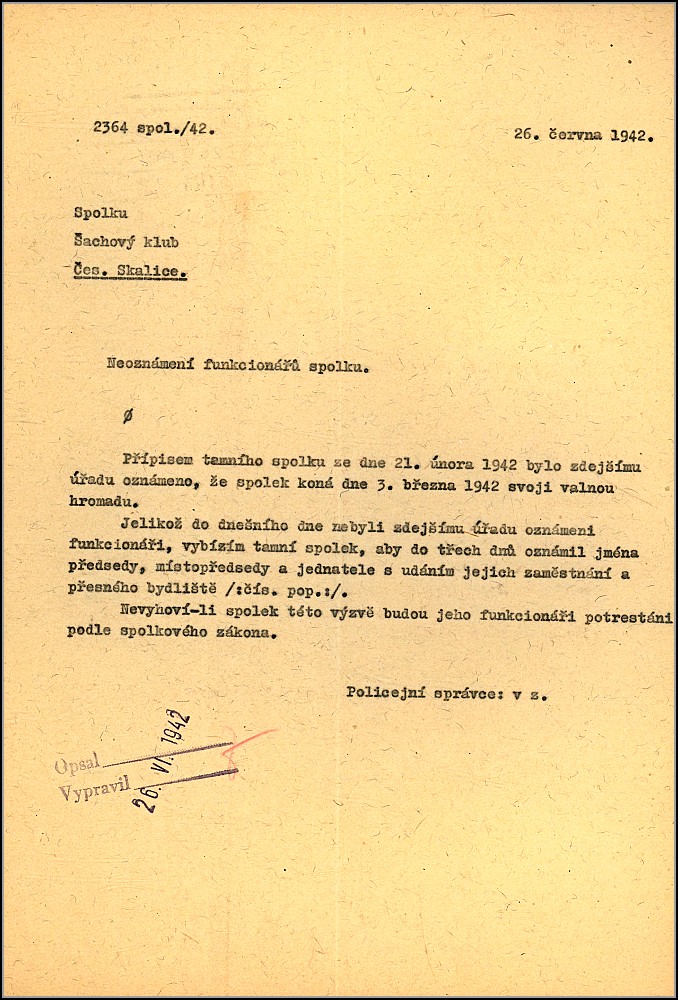 2364 spol./42.
26. června 1942.
Spolku
Šachový klub
Čes. Skalice.
Neoznámení funkcionářů spolku.
Ø
Přípisem tamního spolku ze dne 21. února 1942 bylo zdejšímu
úřadu oznámeno, že spolek koná dne 3. března 1942 svoji valnou
hromadu.
Jelikož do dnešního dne nebyli zdejšímu úřadu oznámeni
funkcionáři, vybízím tamní spolek, aby do třech dnů oznámil jména
předsedy, místopředsedy a jednatele s udáním jejich zaměstnání a
přesného bydliště /:čís. pop.:/.
Nevyhoví-li spolek této výzvě budou jeho funkcionáři potrestáni
podle spolkového zákona.
Policejní správce: v z.
Opsal
Vypravil
26. VI. 1942